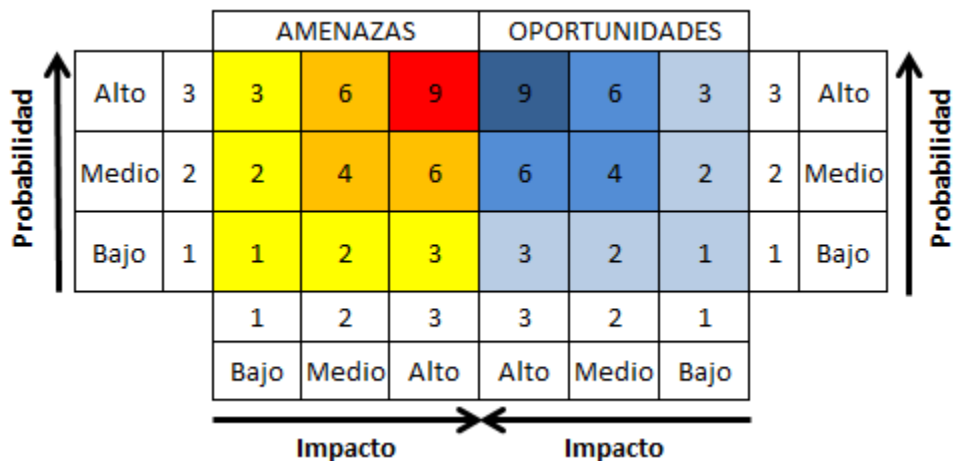 AMENAZAS OPORTUNIDADES
Alto 3 3 6 9 9 6 3 3 Alto
Medio 2 2 4 6 6 4 2 2 Medio
Bajo 1 1 2 3 3 2 1 1 Bajo
1 2 3 3 2 1
Bajo Medio Alto Alto Medio Bajo
Impacto Impacto
Probabilidad
Probabilidad